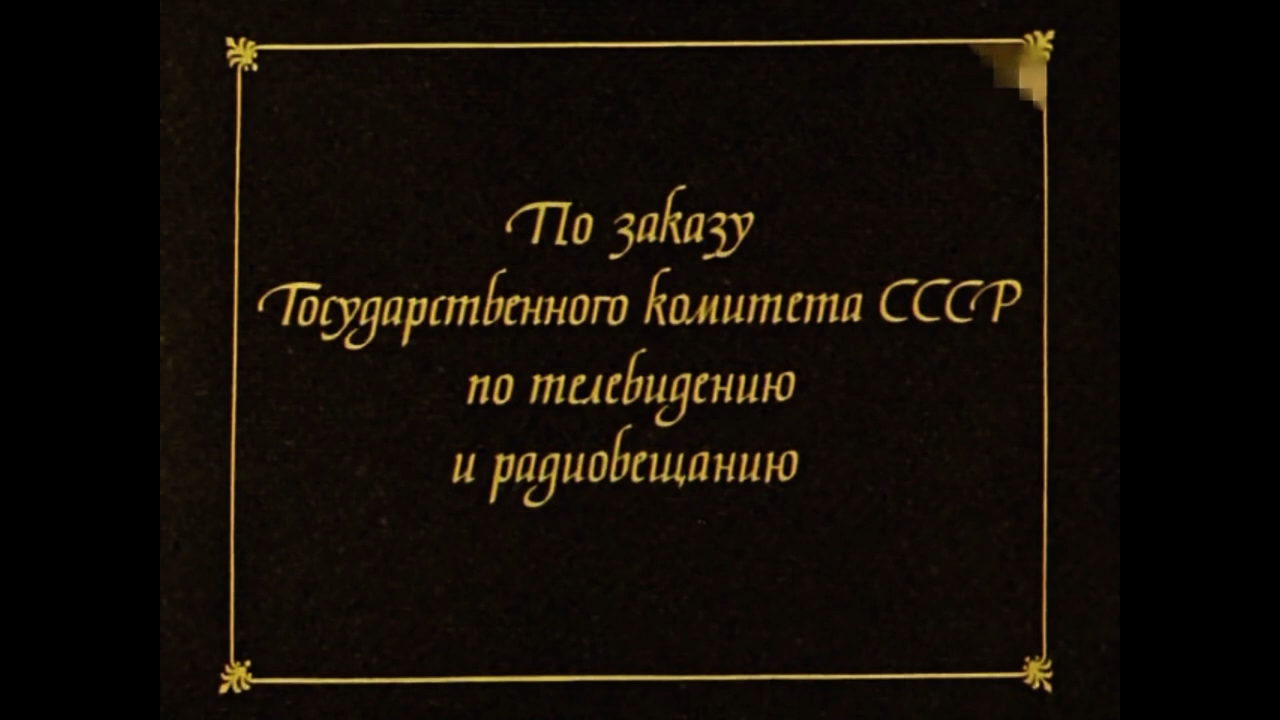 По заказу
Государственного комитета СССР
по телевидению
и радиовещанию